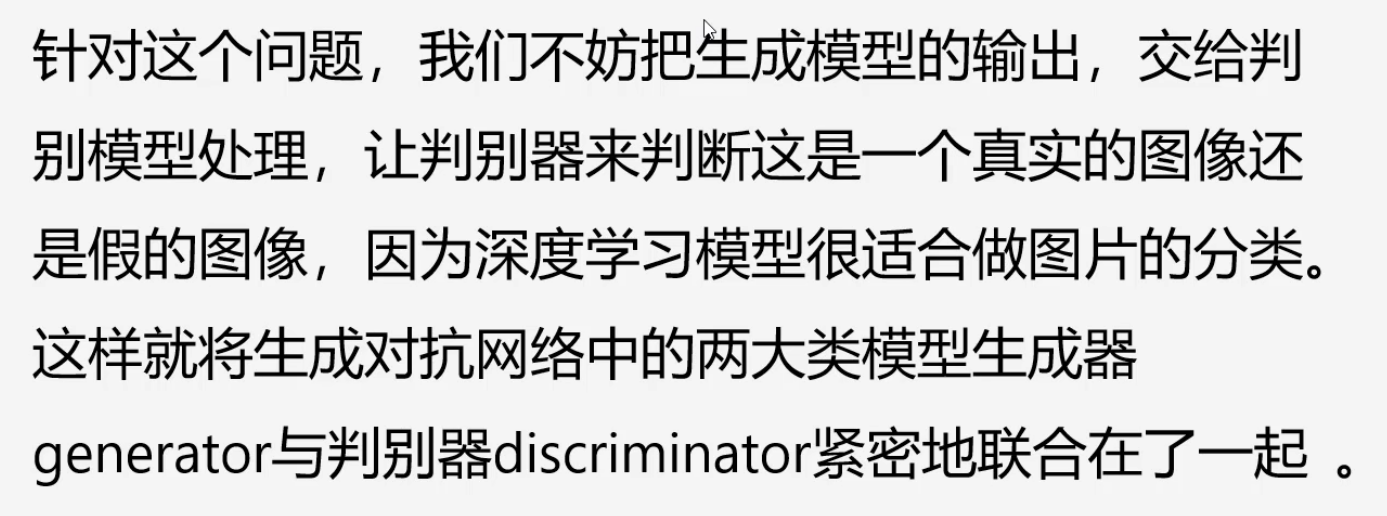 针对这个问题，我们不妨把生成模型的输出，交给判
别模型处理，让判别器来判断这是一个真实的图像还
是假的图像，因为深度学习模型很适合做图片的分类。
这样就将生成对抗网络中的两大类模型生成器
generator与判别器discriminator紧密地联合在了一起 。